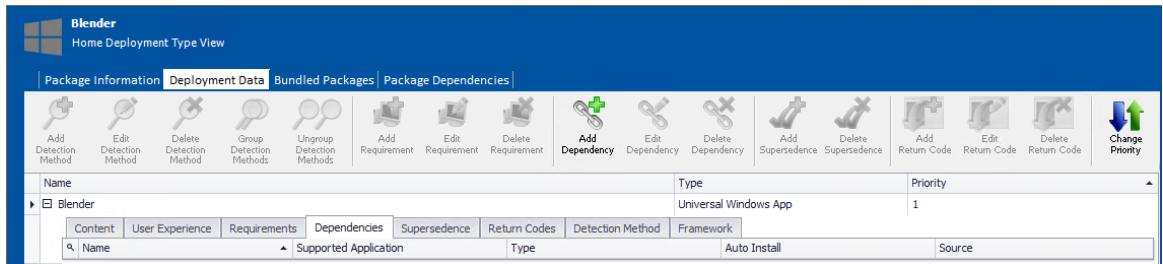 Blender
Home Deployment Type View
Package Information Deployment Data Bundled Packages Package Dependencies
Add Detection Method
Edit Detection Method
Delete Detection Method
Group Detection Methods
Ungroup Detection Methods
Add Requirement
Edit Requirement
Delete Requirement
Add Dependency
Edit Dependency
Delete Dependency
Add Supersedence
Delete Supersedence
Add Return Code
Edit Return Code
Delete Return Code
Change Priority
Name Type Priority
Blender Universal Windows App 1
Content User Experience Requirements Dependencies Supersedence Return Codes Detection Method Framework
Name Supported Application Type Auto Install Source